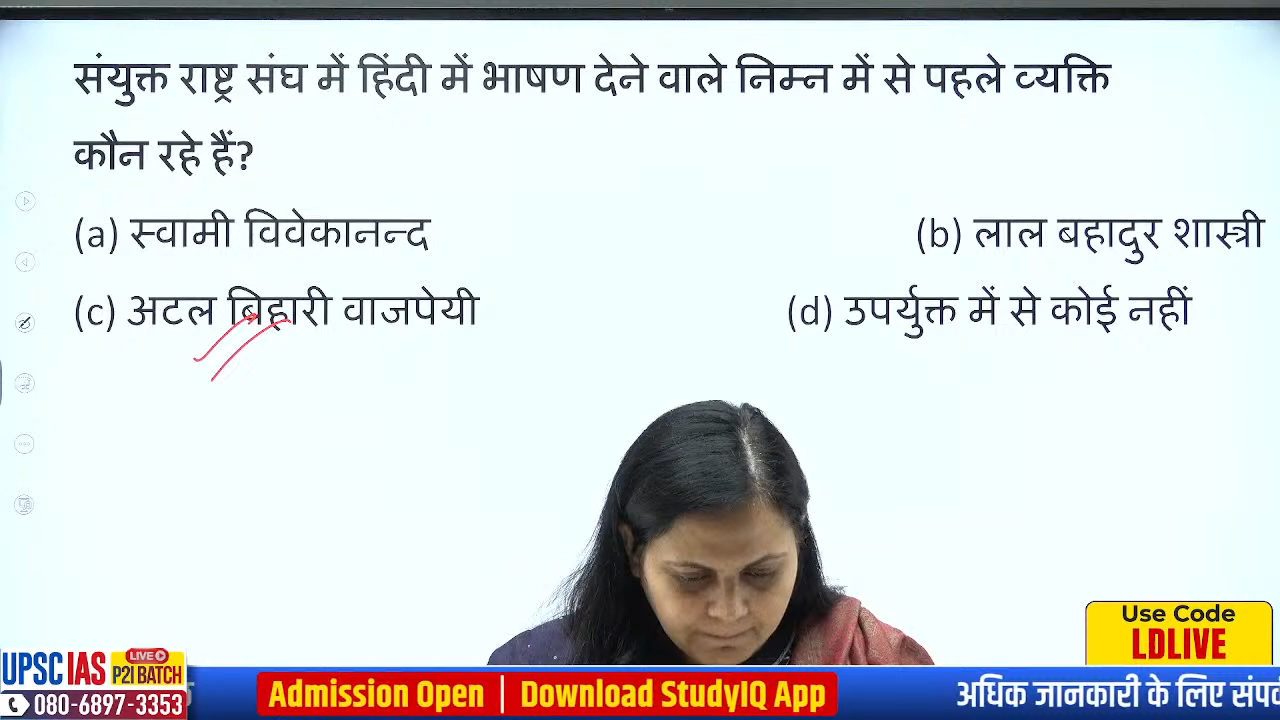 संयुक्त राष्ट्र संघ में हिंदी में भाषण देने वाले निम्न में से पहले व्यक्ति
कौन रहे हैं?
(a) स्वामी विवेकानन्द (b) लाल बहादुर शास्त्री
(c) अटल बिहारी वाजपेयी (d) उपर्युक्त में से कोई नहीं
Use Code
LDLIVE
UPSC IAS LIVE P2I BATCH
080-6897-3353
Admission Open | Download StudyIQ App
अधिक जानकारी के लिए